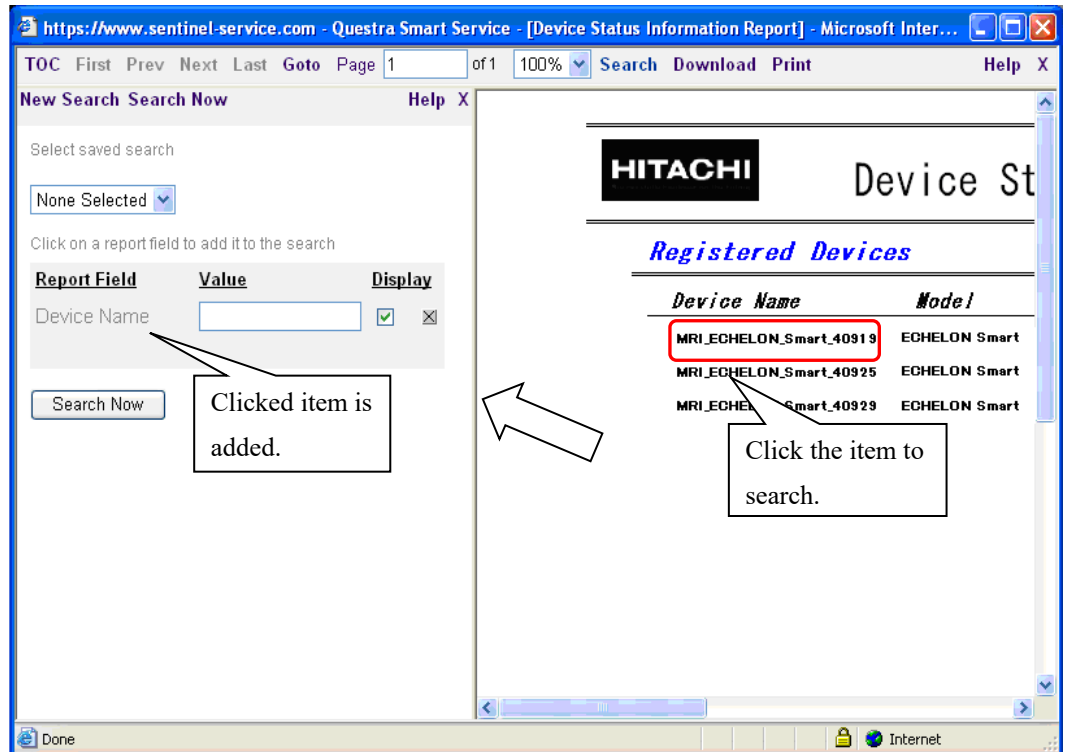 https://www.sentinel-service.com - Questra Smart Service - [Device Status Information Report] - Microsoft Inter...
TOC First Prev Next Last Goto Page 1 of 1 100% Search Download Print Help X
New Search Search Now Help X
Select saved search
None Selected
Click on a report field to add it to the search
Report Field Value Display
Device Name
Search Now
Clicked item is
added.
HITACHI
Device St
Registered Devices
Device Name Model
MRI_ECHELON_Smart_40919 ECHELON Smart
MRI_ECHELON_Smart_40925 ECHELON Smart
MRI_ECHEL Smart_40929 ECHELON Smart
Click the item to
search.
Done Internet